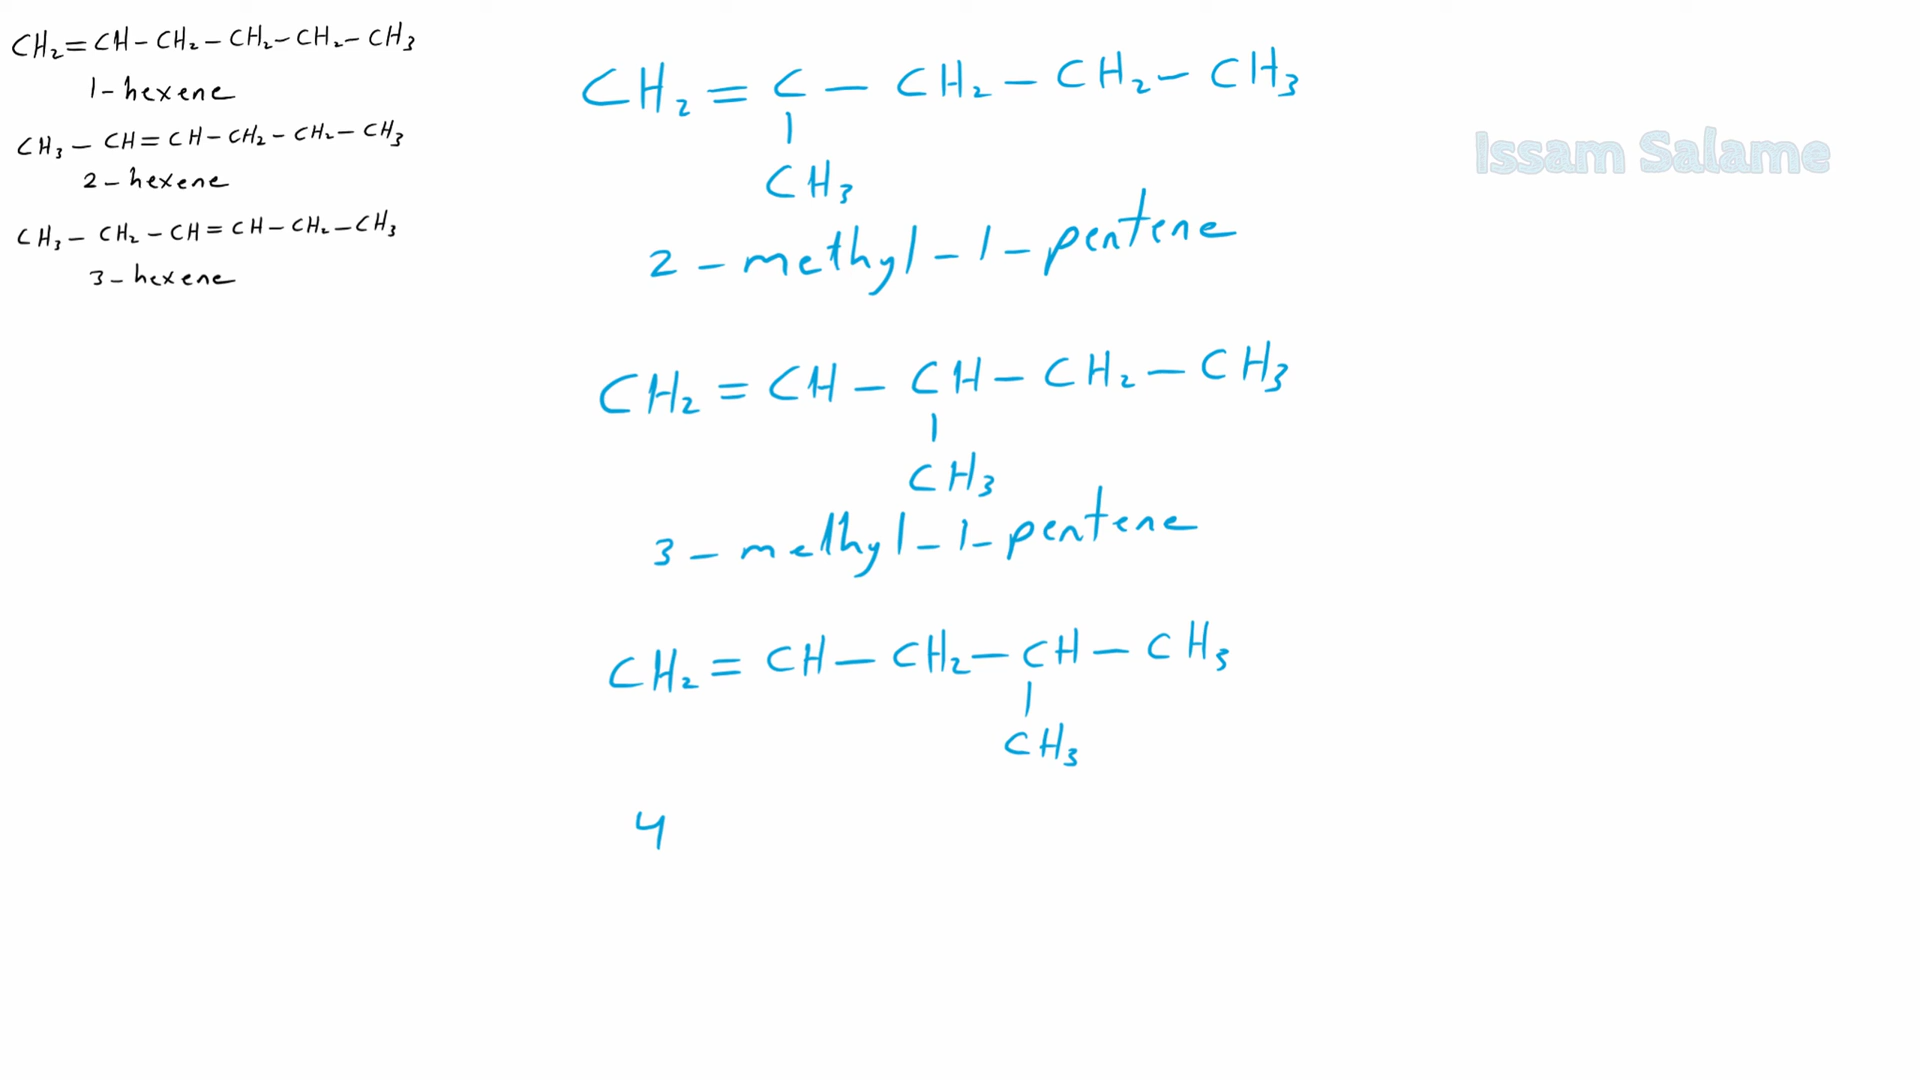 CH₂=CH-CH₂-CH₂-CH₂-CH₃
1-hexene
CH₃-CH=CH-CH₂-CH₂-CH₃
2-hexene
CH₃-CH₂-CH=CH-CH₂-CH₃
3-hexene
CH₂=C-CH₂-CH₂-CH₃
|
CH₃
2-methyl-1-pentene
CH₂=CH-CH-CH₂-CH₃
|
CH₃
3-methyl-1-pentene
CH₂=CH-CH₂-CH-CH₃
|
CH₃
4
Issam Salame